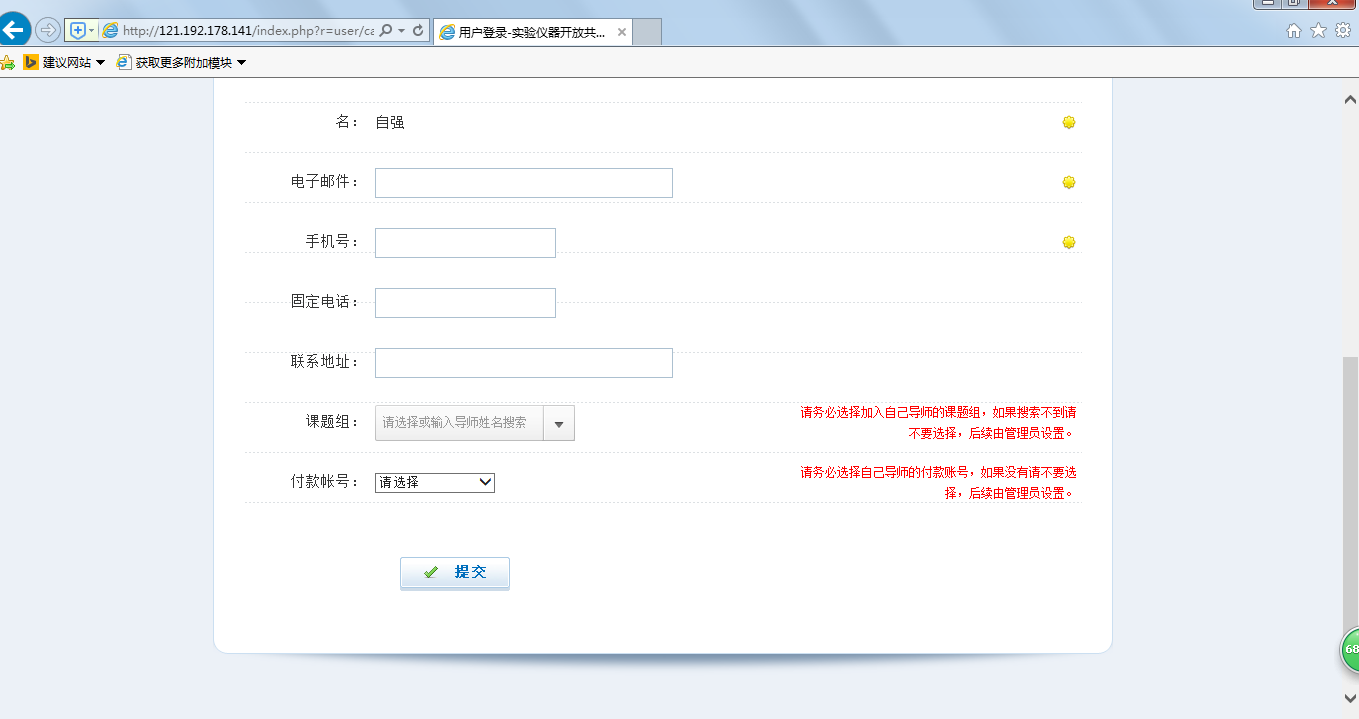 http://121.192.178.141/index.php?r=user/ca
用户登录-实验仪器开放共...
建议网站
获取更多附加模块
名：
自强
电子邮件：
手机号：
固定电话：
联系地址：
课题组：
请选择或输入导师姓名搜索
请务必选择加入自己导师的课题组，如果搜索不到请
不要选择，后续由管理员设置。
付款帐号：
请选择
请务必选择自己导师的付款账号，如果没有请不要选
择，后续由管理员设置。
提交
68